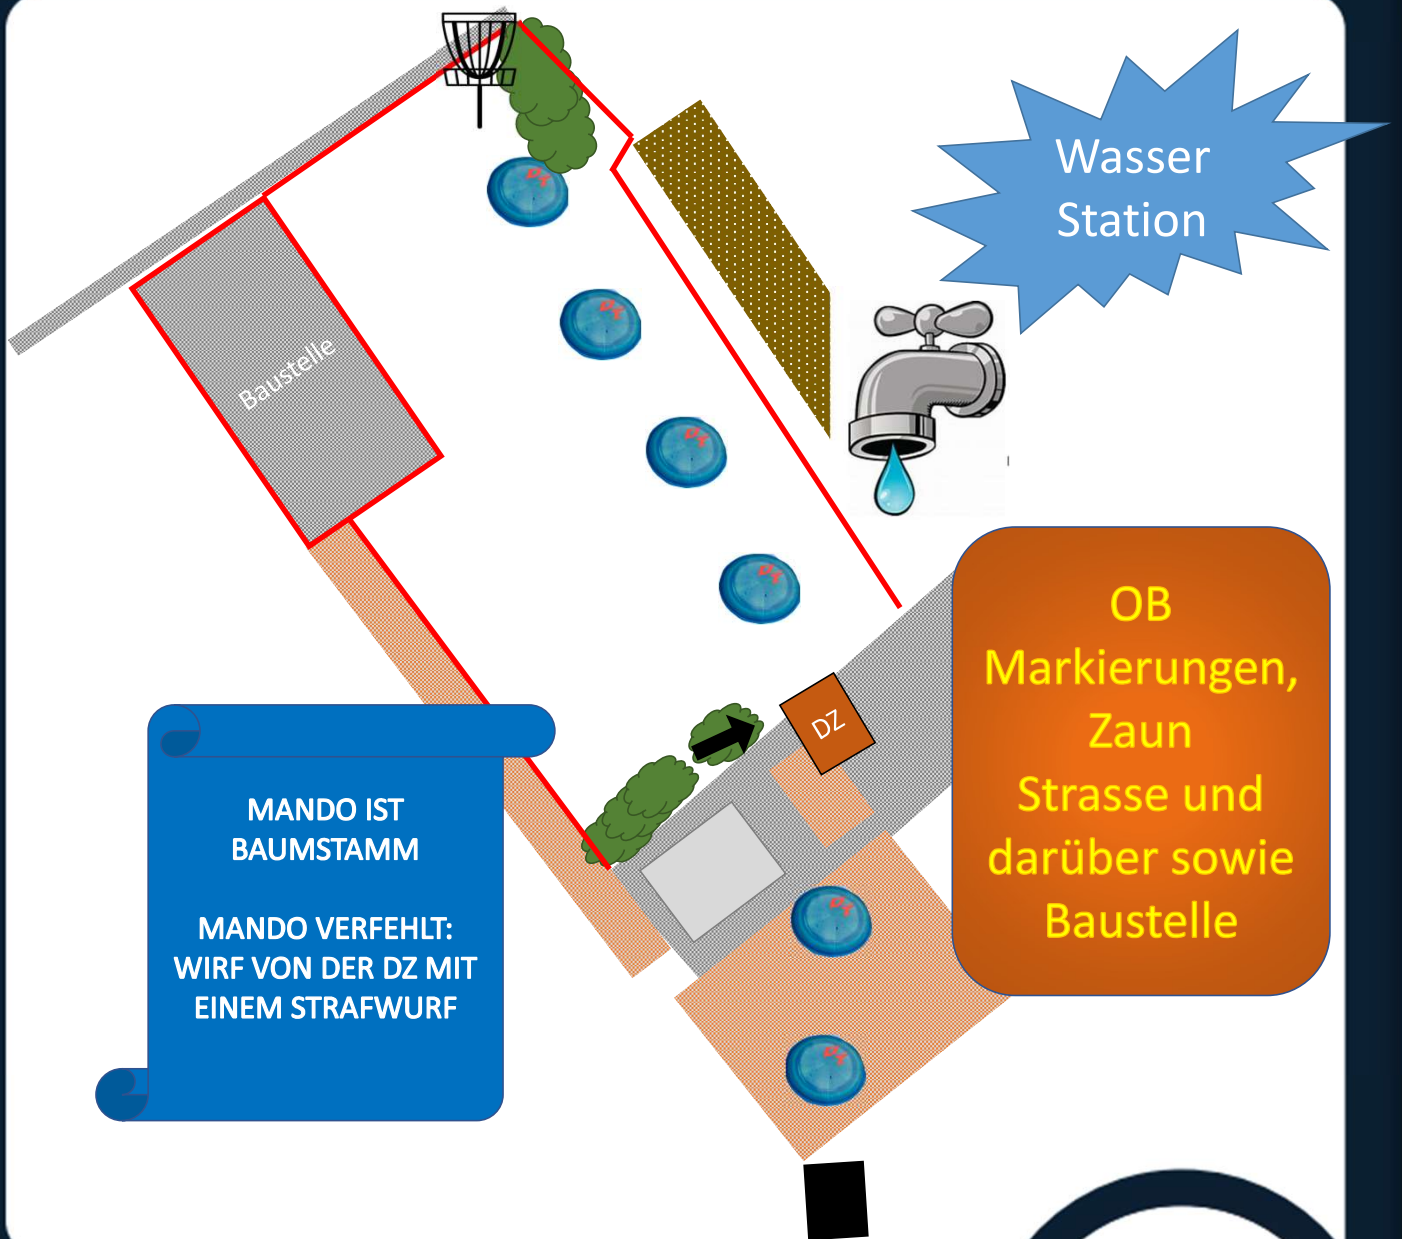 Wasser
Station
Baustelle
OB
Markierungen,
Zaun
Strasse und
darüber sowie
Baustelle
DZ
MANDO IST
BAUMSTAMM
MANDO VERFEHLT:
WIRF VON DER DZ MIT
EINEM STRAFWURF